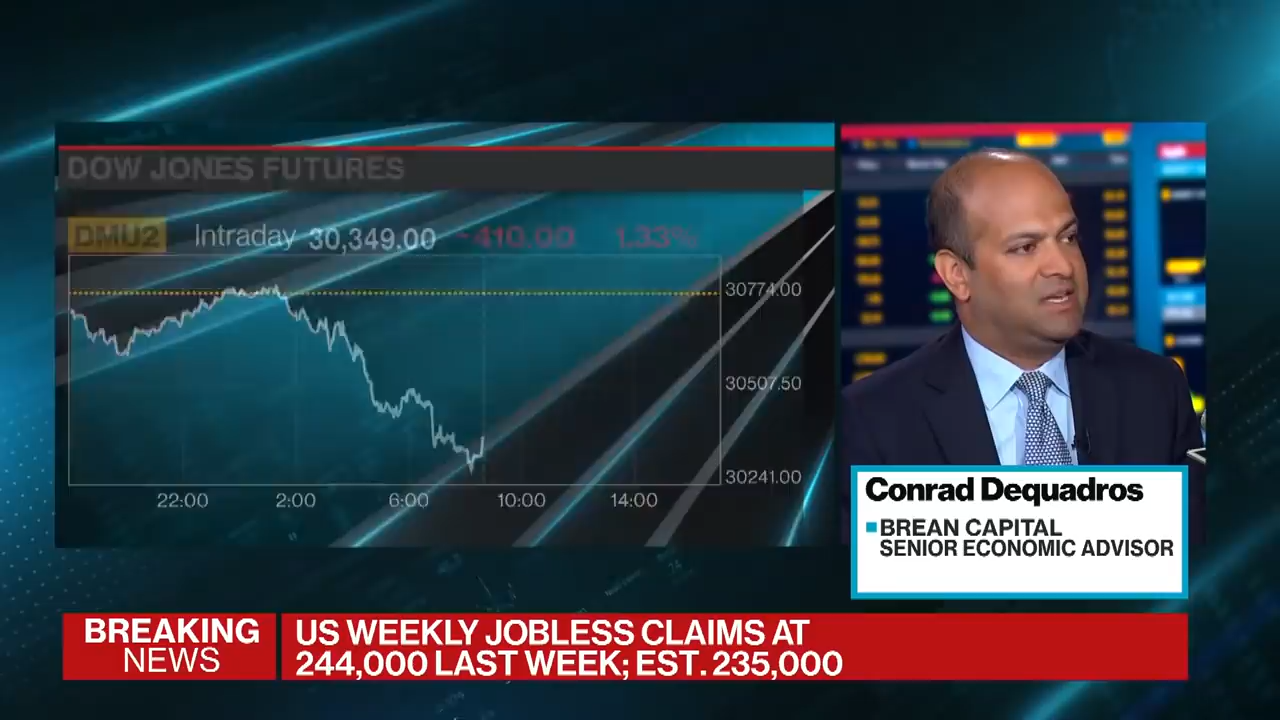 DOW JONES FUTURES
DMU2 Intraday 30,349.00 -410.00 1.33%
30774.00
30507.50
30241.00
22:00 2:00 6:00 10:00 14:00
Conrad Dequadros
BREAN CAPITAL
SENIOR ECONOMIC ADVISOR
BREAKING
NEWS
US WEEKLY JOBLESS CLAIMS AT
244,000 LAST WEEK; EST. 235,000